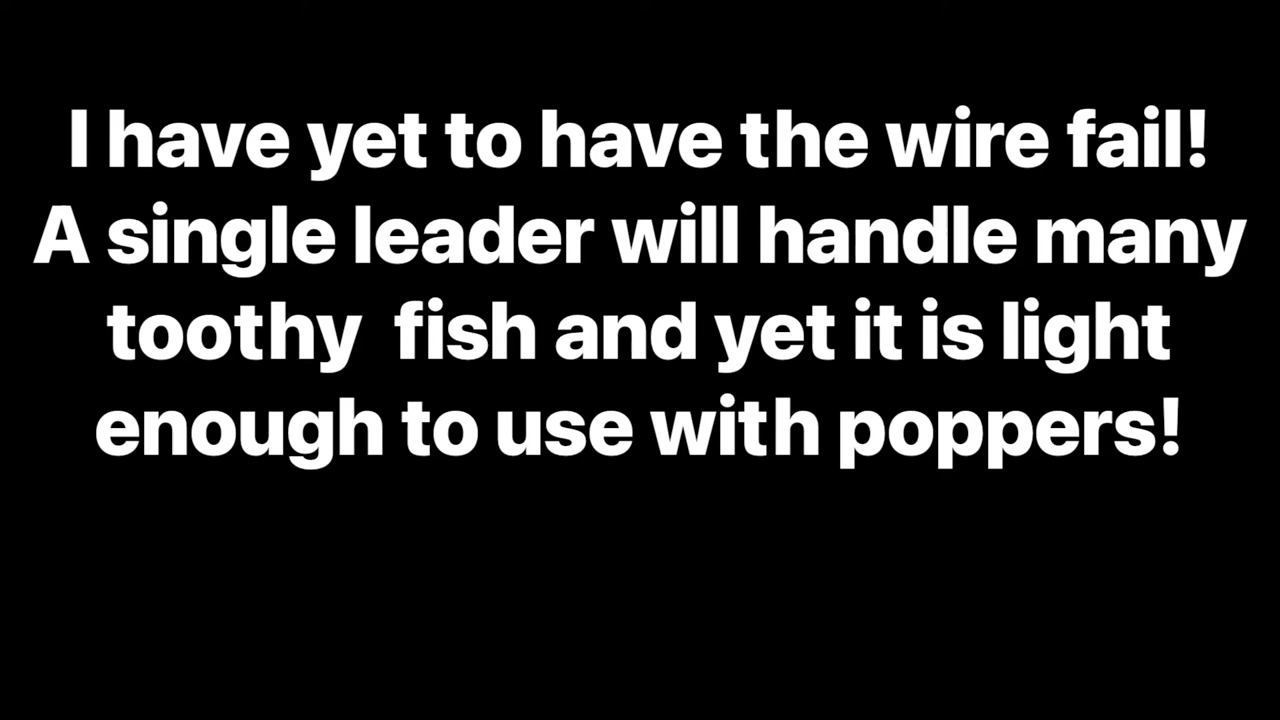 I have yet to have the wire fail!
A single leader will handle many
toothy  fish and yet it is light
enough to use with poppers!